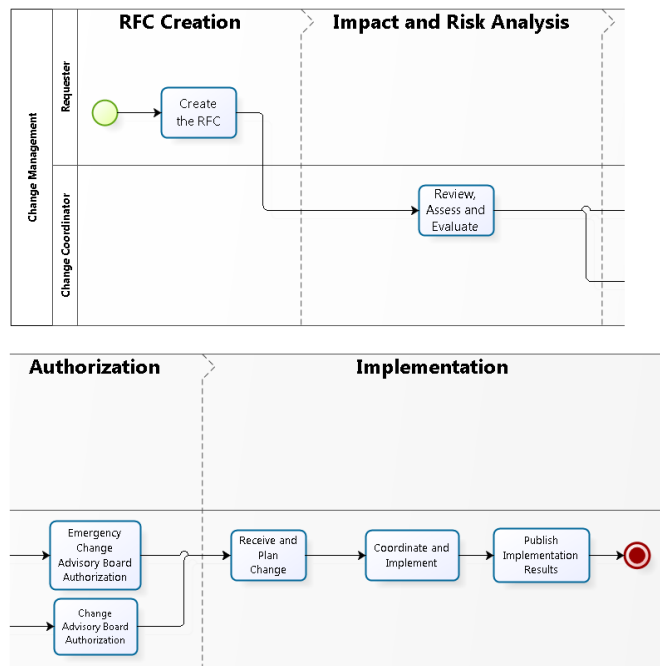 RFC Creation
Impact and Risk Analysis
Change Management
Requester
Create
the RFC
Change Coordinator
Review,
Assess and
Evaluate
Authorization
Implementation
Emergency
Change
Advisory Board
Authorization
Receive and
Plan
Change
Coordinate and
Implement
Publish
Implementation
Results
Change
Advisory Board
Authorization